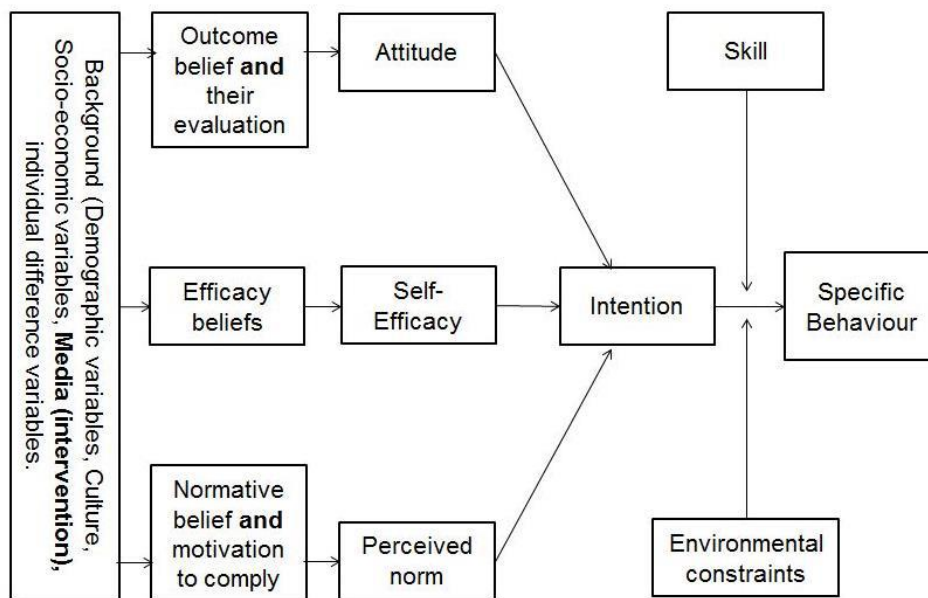 Background (Demographic variables, Culture,
Socio-economic variables, Media (intervention),
individual difference variables.
Outcome
belief and
their
evaluation
Attitude
Skill
Efficacy
beliefs
Self-
Efficacy
Intention
Specific
Behaviour
Normative
belief and
motivation
to comply
Perceived
norm
Environmental
constraints